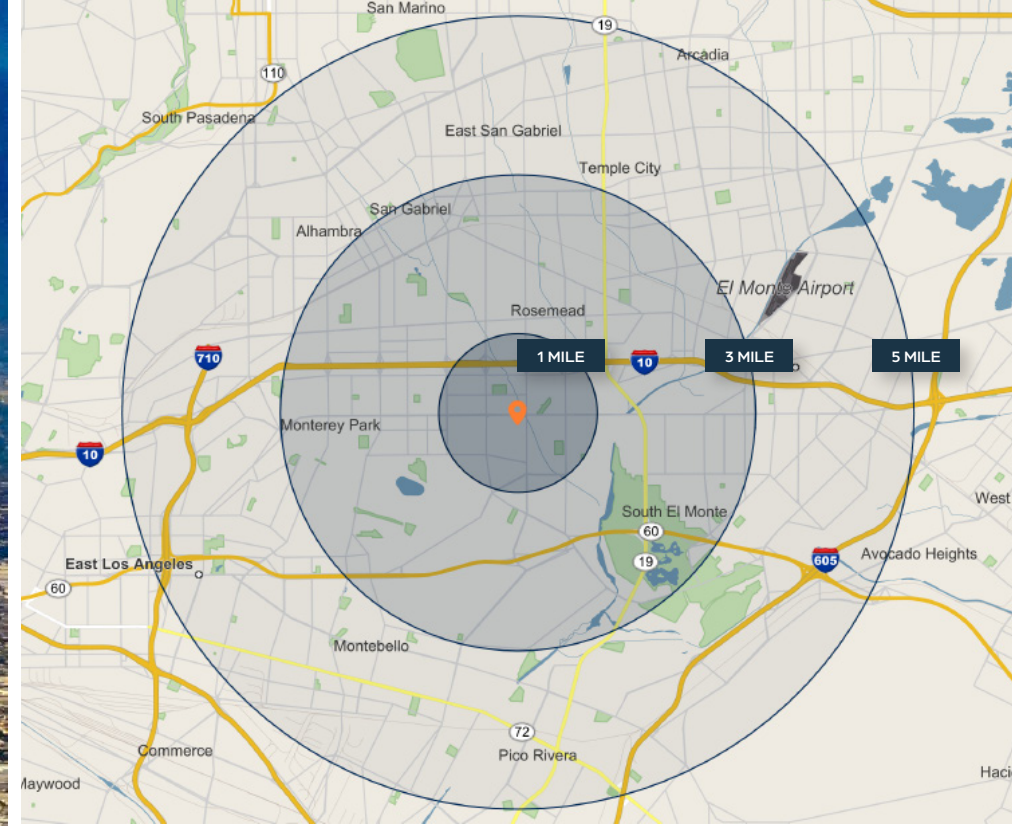 San Marino
19
Arcadia
110
South Pasadena
East San Gabriel
Temple City
San Gabriel
Alhambra
El Monte Airport
Rosemead
710
1 MILE
10
3 MILE
5 MILE
Monterey Park
10
West
South El Monte
60
East Los Angeles
19
605
Avocado Heights
60
Montebello
72
Commerce
Pico Rivera
Maywood
Haci